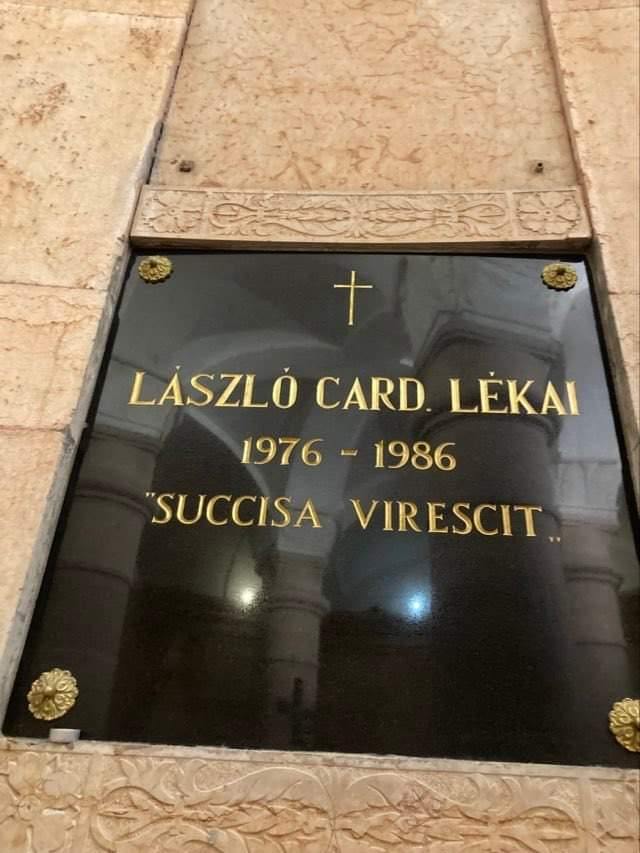 LÁSZLÓ CARD. LÉKAI
1976 - 1986
"SUCCISA VIRESCIT„